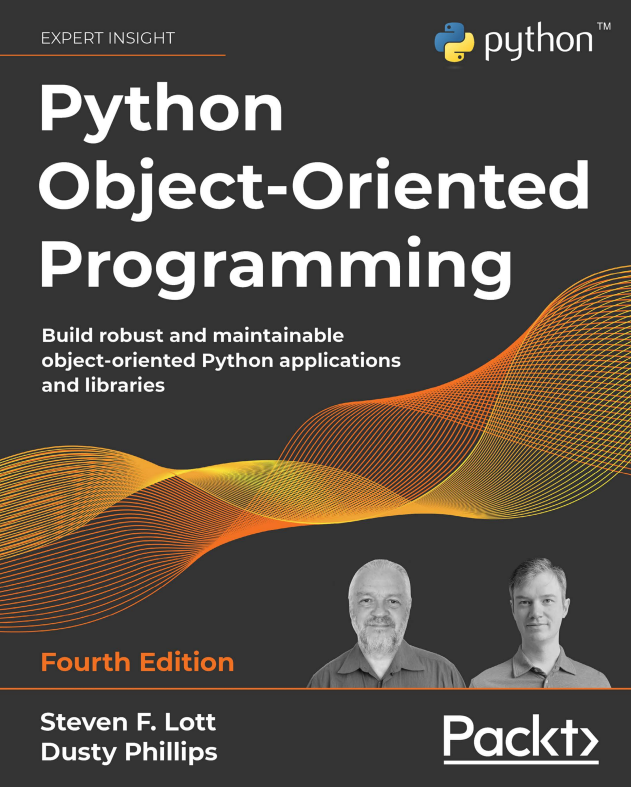 EXPERT INSIGHT
python™
Python
Object-Oriented
Programming
Build robust and maintainable
object-oriented Python applications
and libraries
Fourth Edition
Steven F. Lott
Dusty Phillips
Packt>